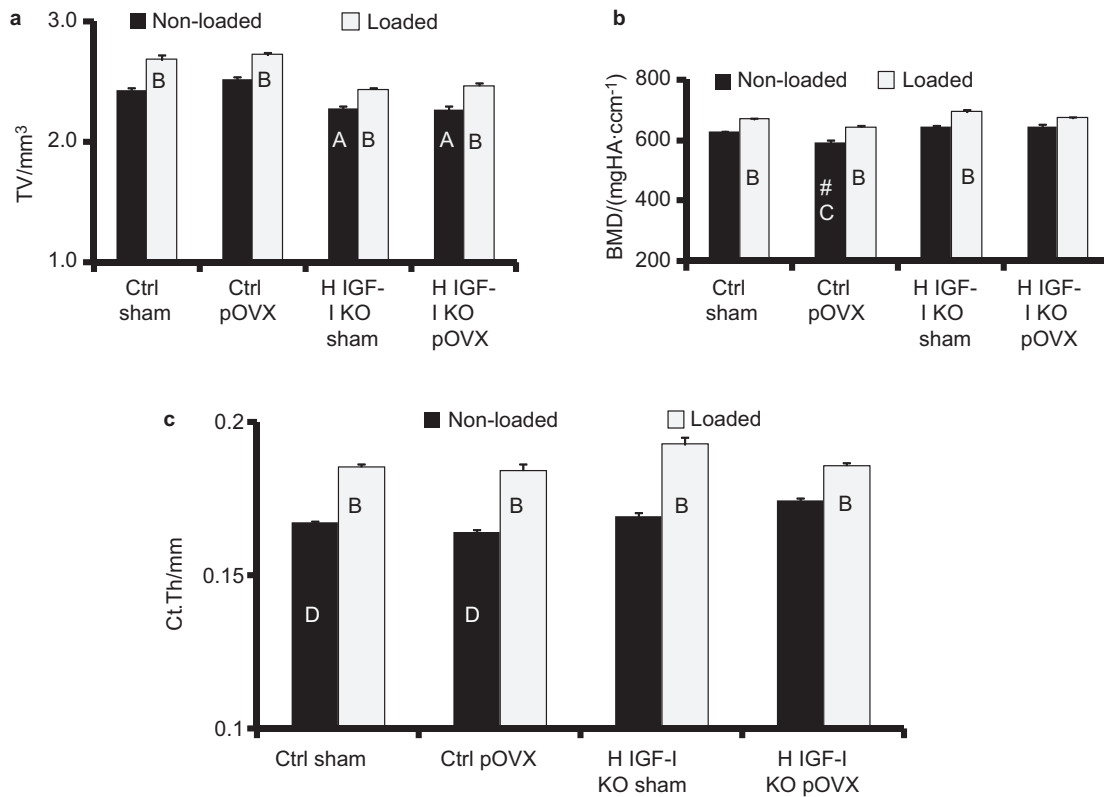 a
3.0
Non-loaded
Loaded
TV/mm³
2.0
1.0
B
B
A
B
A
B
Ctrl
sham
Ctrl
pOVX
H IGF-
I KO
sham
H IGF-
I KO
pOVX
b
800
Non-loaded
Loaded
BMD/(mgHA·ccm-1)
600
400
200
B
#
C
B
B
Ctrl
sham
Ctrl
pOVX
H IGF-
I KO
sham
H IGF-
I KO
pOVX
c
0.2
Non-loaded
Loaded
Ct.Th/mm
0.15
0.1
D
B
D
B
B
B
Ctrl sham
Ctrl pOVX
H IGF-I
KO sham
H IGF-I
KO pOVX